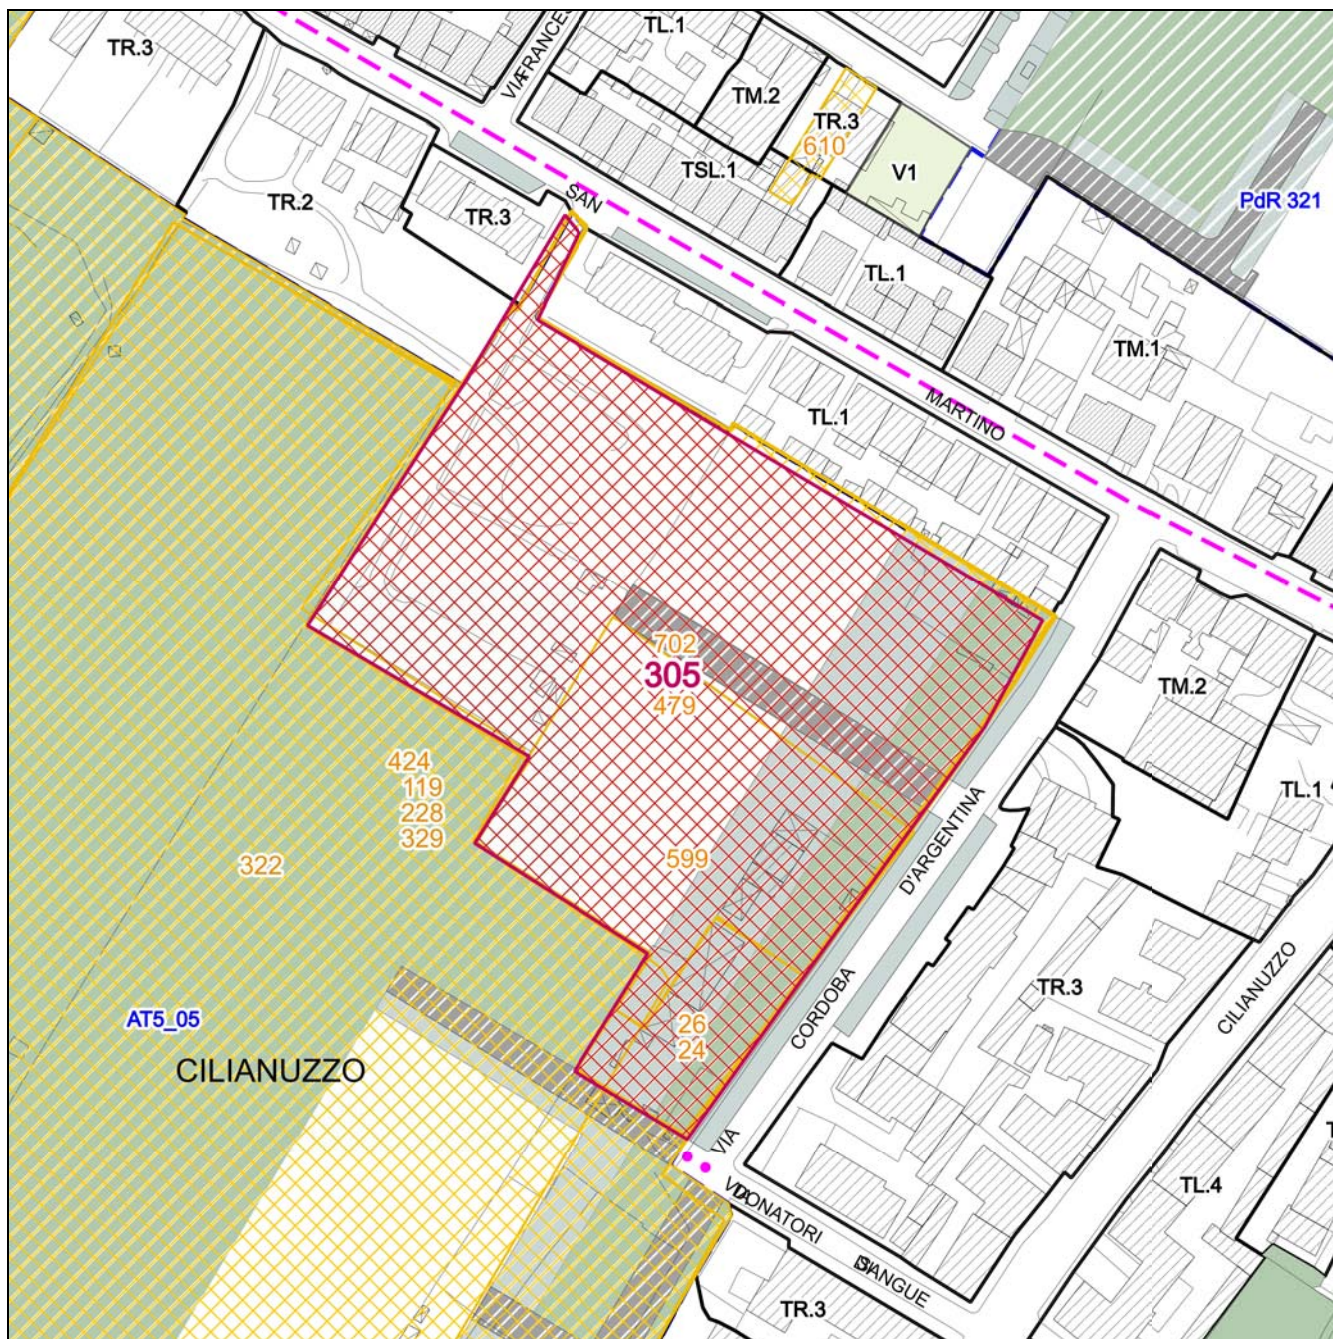 TR.3
TL.1
VIA FRANCES
TM.2
TR.3
610
TSL.1
V1
PdR 321
TR.2
TR.3
SAN
TL.1
TM.1
TL.1
MARTINO
702
305
479
TM.2
TL.1
424
119
228
329
322
599
D'ARGENTINA
TR.3
CILIANUZZO
CORDOBA
AT5_05
26
24
CILIANUZZO
VIA
VIA
DONATORI
DI
SANGUE
TL.4
TR.3